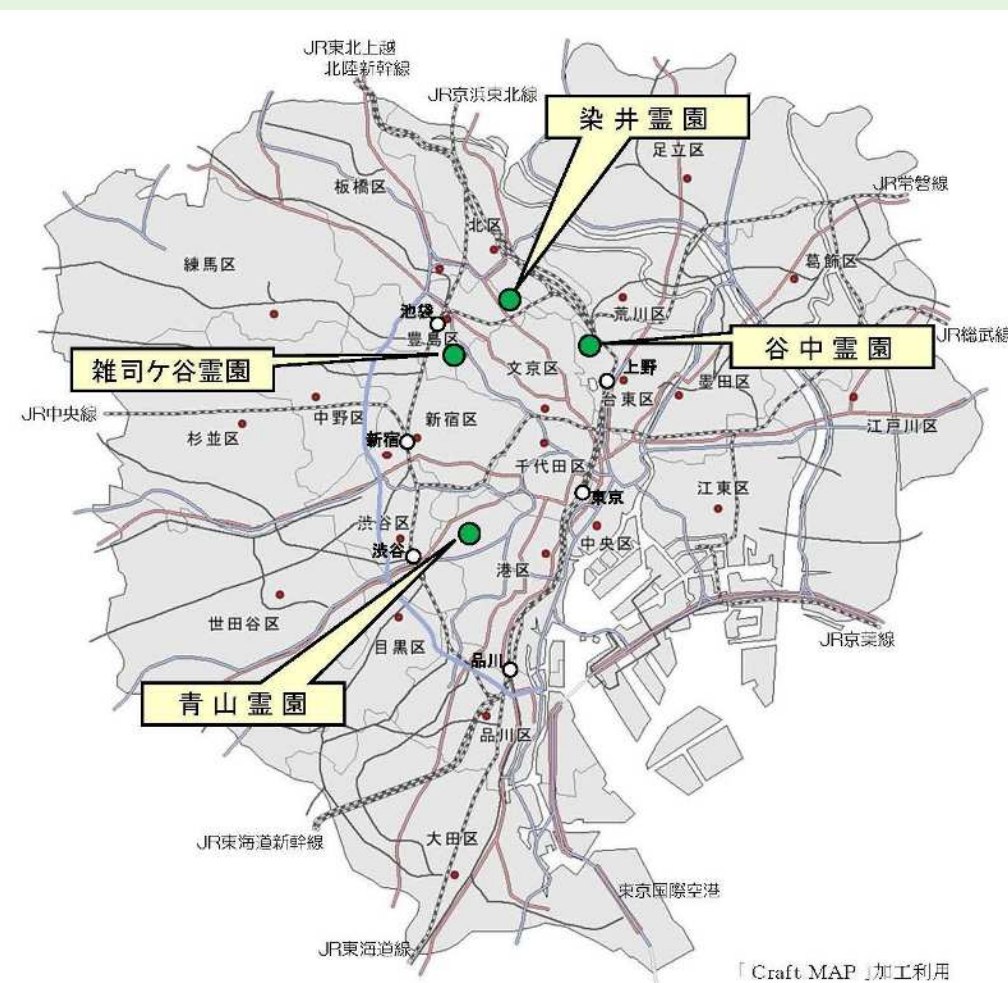 JR東北上越
北陸新幹線
JR京浜東北線
染井霊園
足立区
JR常磐線
板橋区
北区
葛飾区
練馬区
池袋
荒川区
豊島区
JR総武線
谷中霊園
雑司ケ谷霊園
文京区
上野
台東区
墨田区
JR中央線
中野区
新宿区
江戸川区
杉並区
新宿
千代田区
江東区
東京
渋谷区
中央区
渋谷
港区
世田谷区
JR京葉線
目黒区
品川
青山霊園
品川区
大田区
JR東海道新幹線
東京国際空港
JR東海道線
「Craft MAP」加工利用